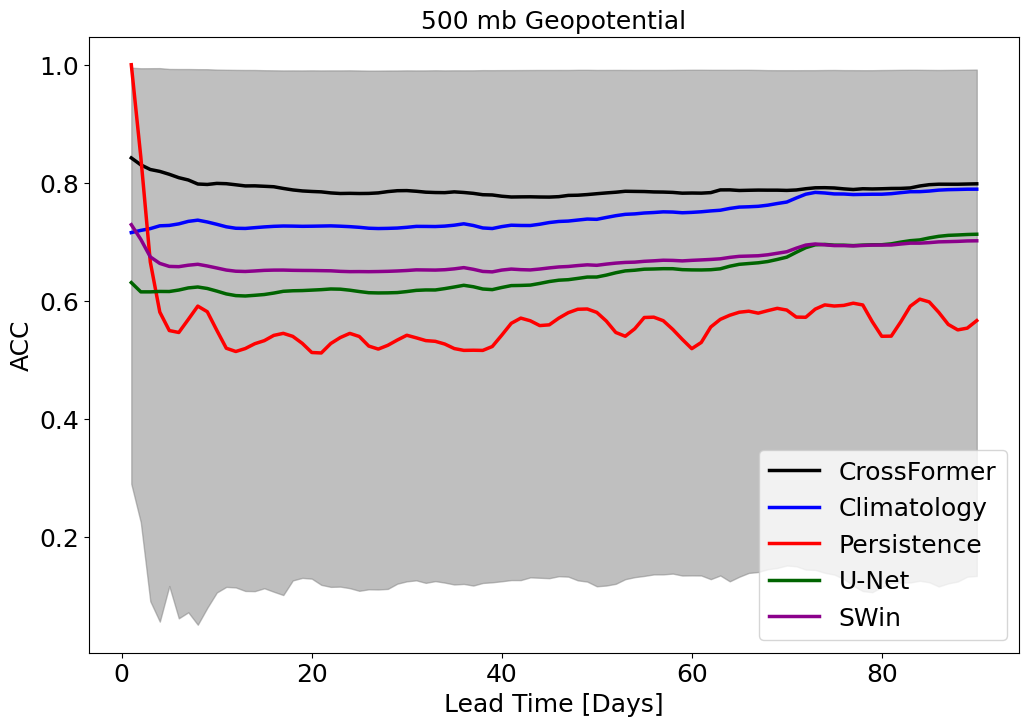 500 mb Geopotential
1.0
0.8
0.6
0.4
0.2
ACC
CrossFormer
Climatology
Persistence
U-Net
SWin
0 20 40 60 80
Lead Time [Days]